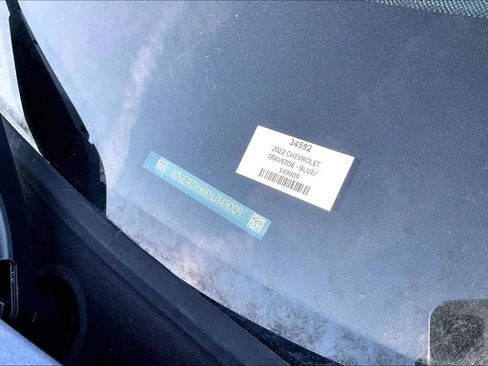 34592
2022 CHEVROLET
TRAVERSE - BLUE/
149009